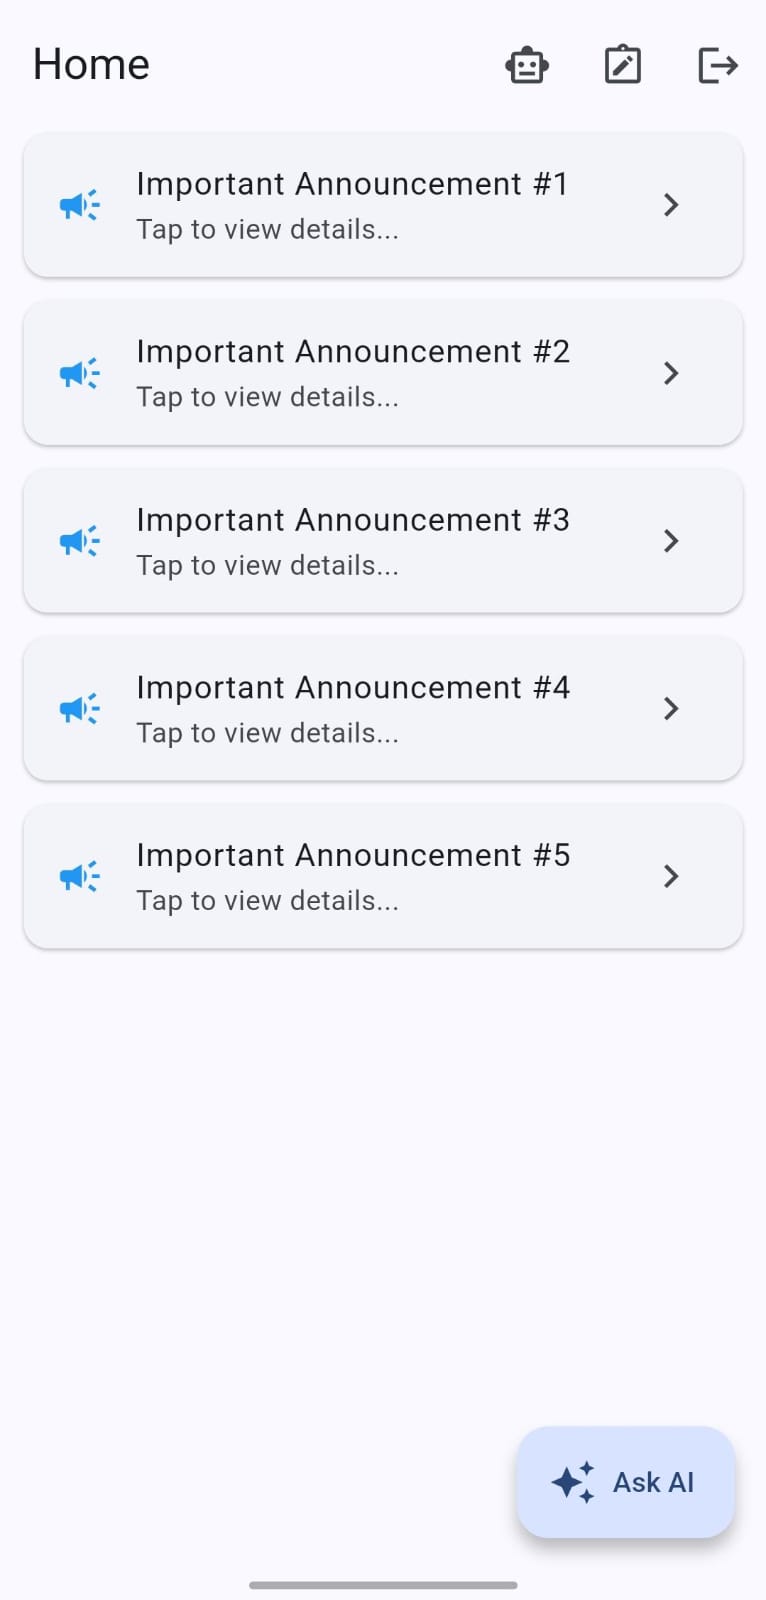 Home
Important Announcement #1
Tap to view details...
Important Announcement #2
Tap to view details...
Important Announcement #3
Tap to view details...
Important Announcement #4
Tap to view details...
Important Announcement #5
Tap to view details...
Ask AI